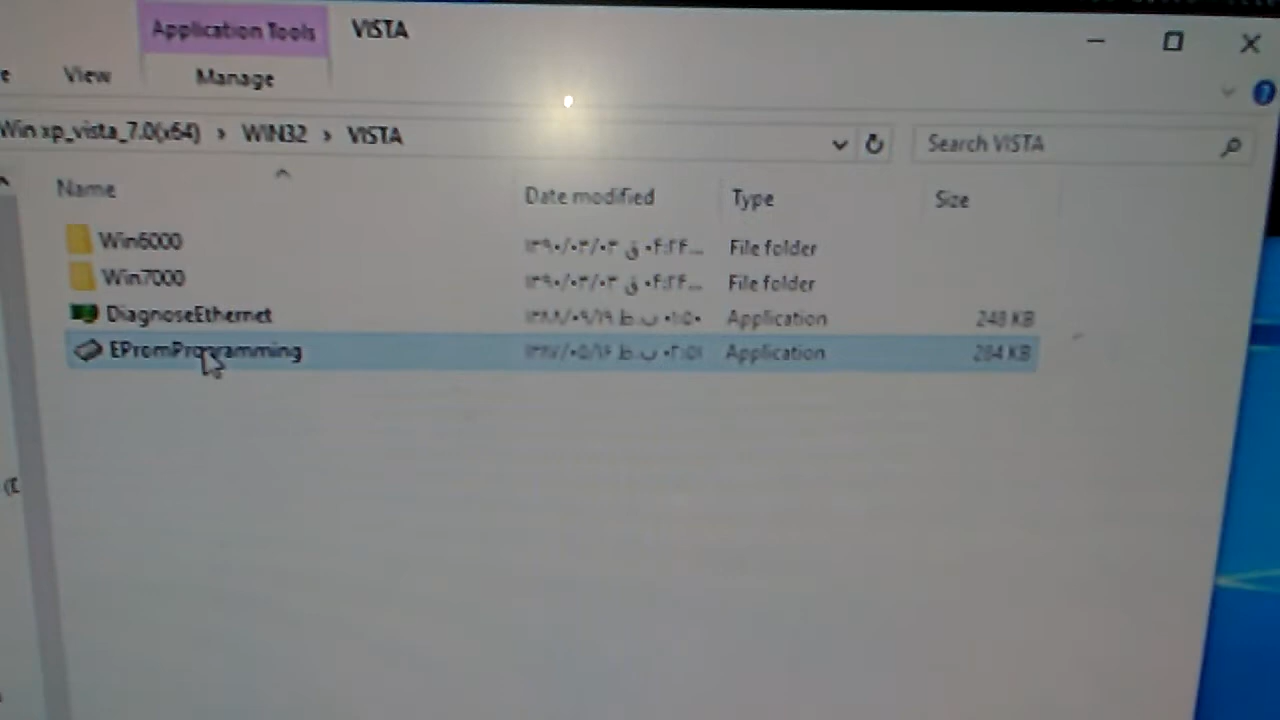 Application Tools VISTA
e View Manage
Win xp_vista_7.0(x64) › WIN32 › VISTA Search VISTA
Name Date modified Type Size
Win6000 File folder
Win7000 File folder
DiagnoseEthernet Application 248 KB
EPromProgramming Application 284 KB